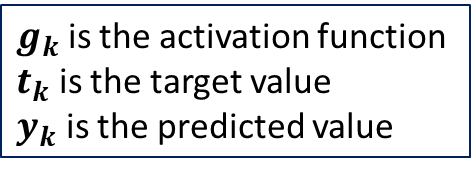 g_k is the activation function
t_k is the target value
y_k is the predicted value